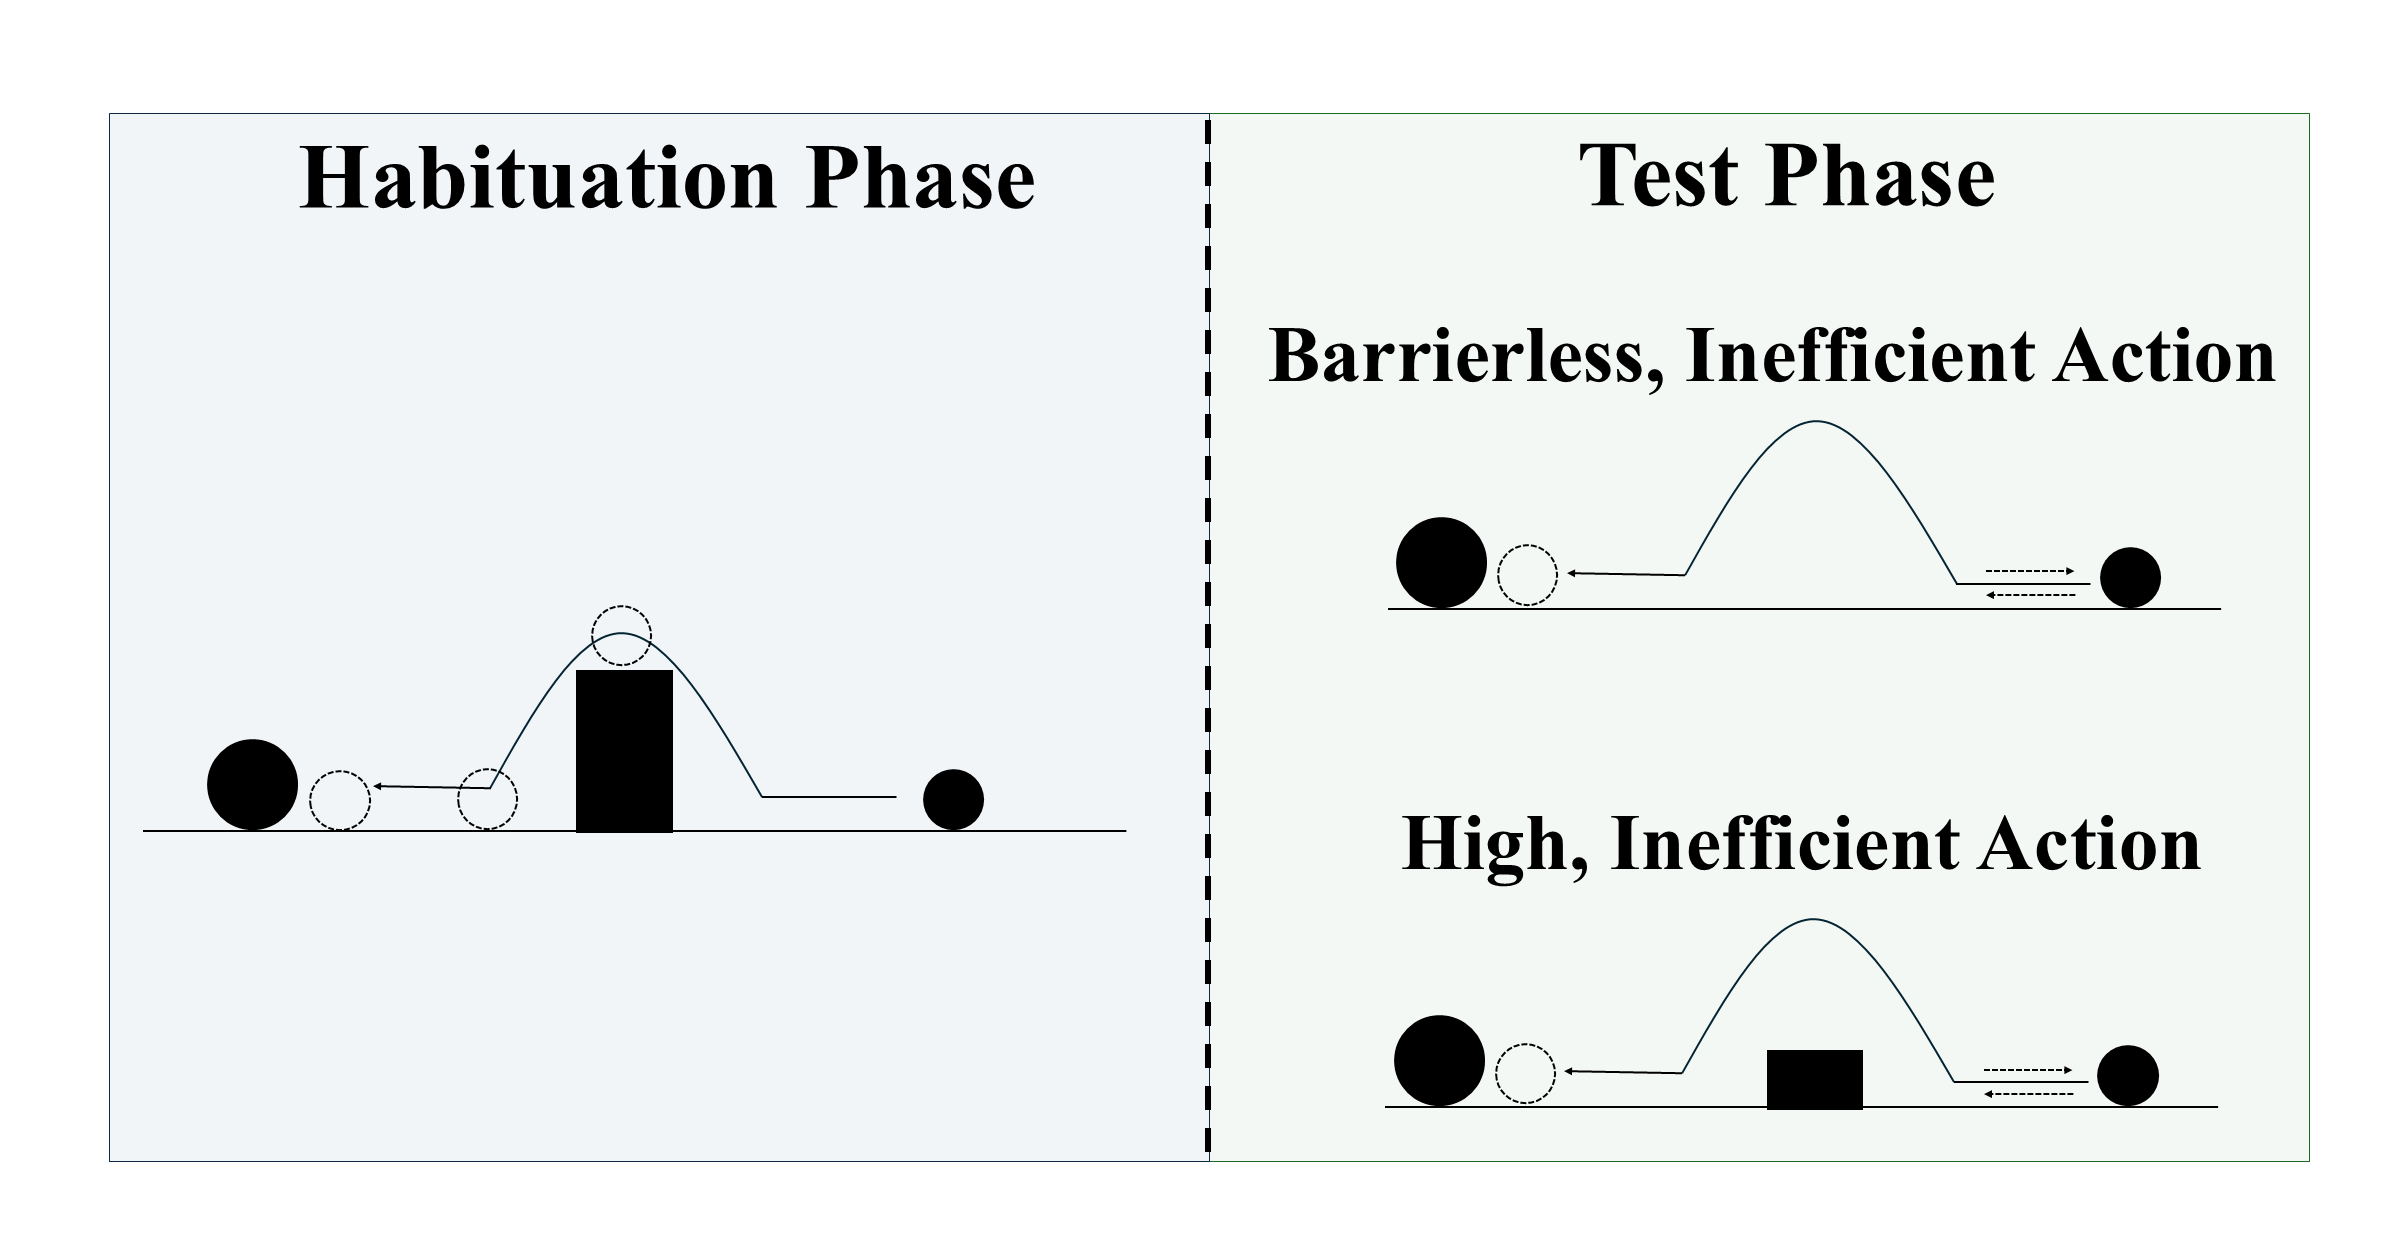 Habituation Phase
Test Phase
Barrierless, Inefficient Action
High, Inefficient Action